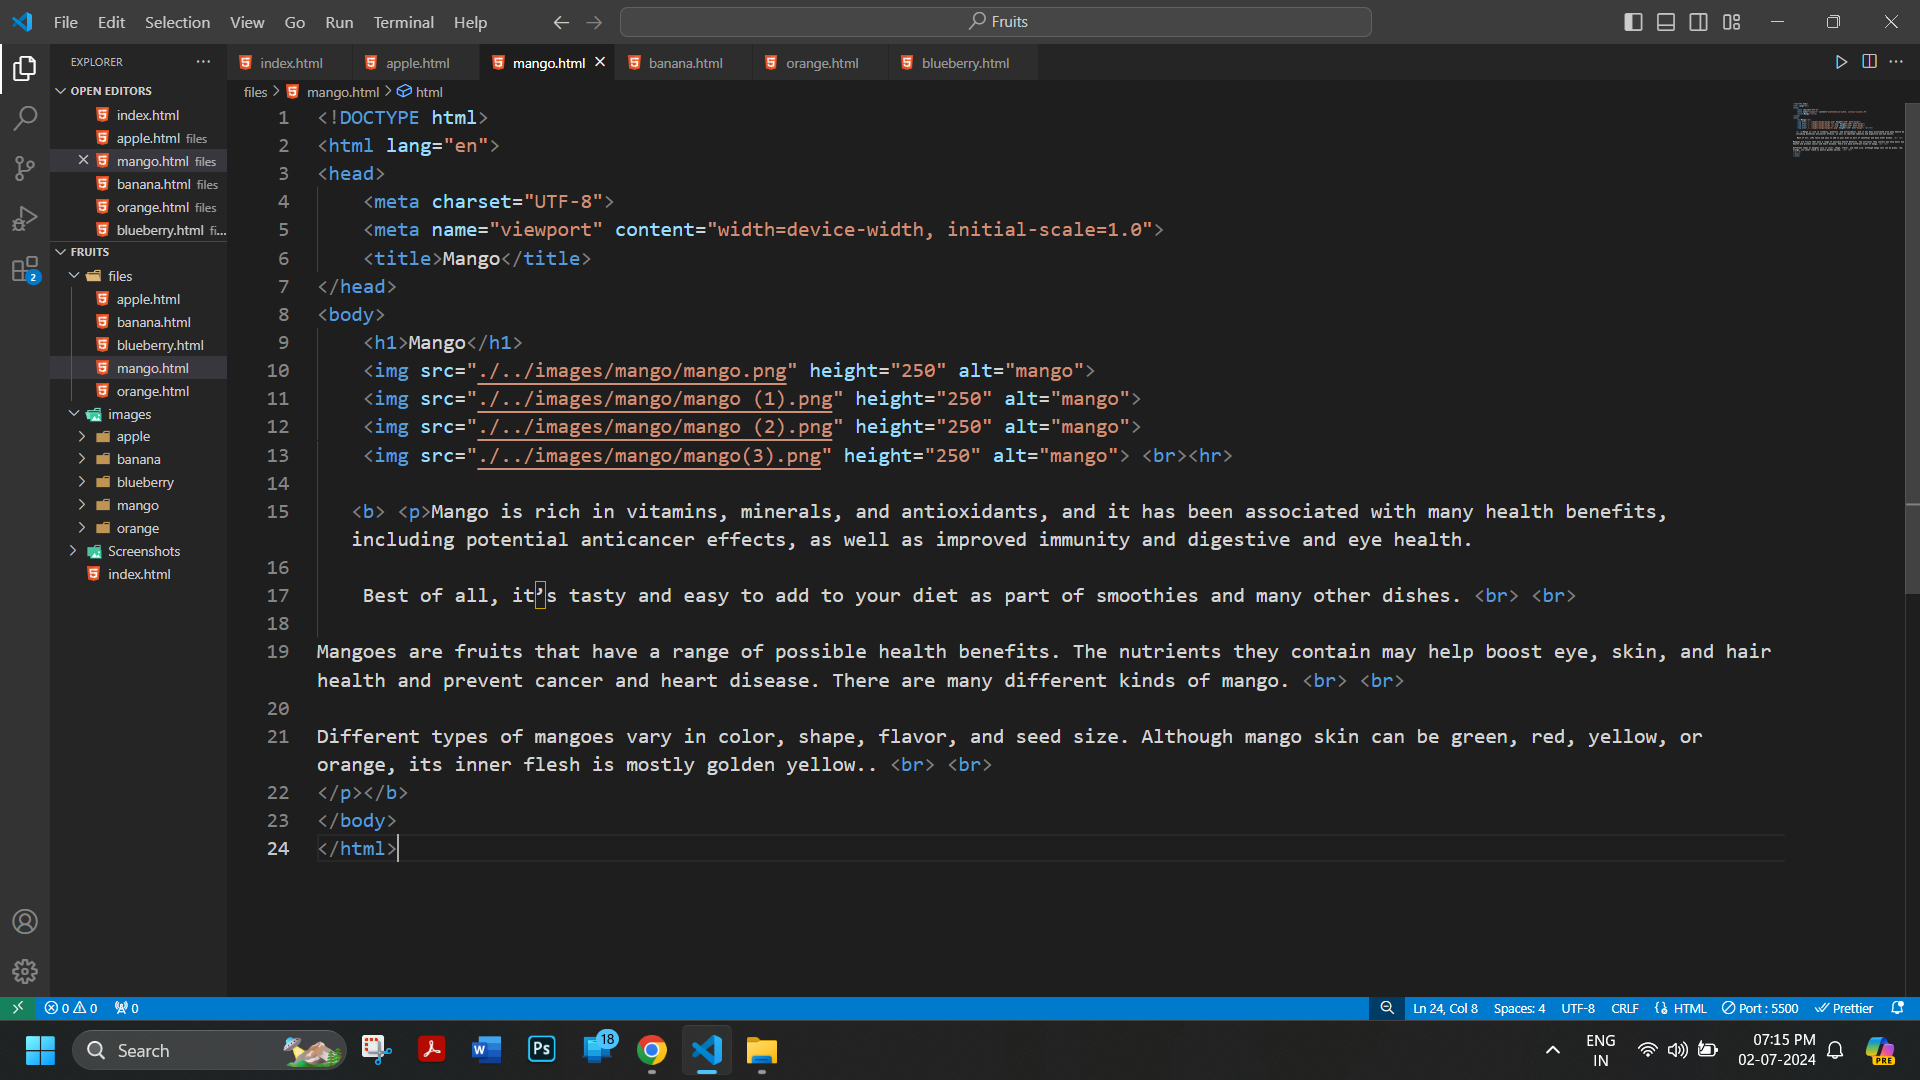 File Edit Selection View Go Run Terminal Help
Fruits
EXPLORER
index.html apple.html mango.html banana.html orange.html blueberry.html
files > mango.html > html
OPEN EDITORS
index.html
apple.html files
mango.html files
banana.html files
orange.html files
blueberry.html fi...
FRUITS
files
apple.html
banana.html
blueberry.html
mango.html
orange.html
images
apple
banana
blueberry
mango
orange
Screenshots
index.html
2
1 <!DOCTYPE html>
2 <html lang="en">
3 <head>
4 <meta charset="UTF-8">
5 <meta name="viewport" content="width=device-width, initial-scale=1.0">
6 <title>Mango</title>
7 </head>
8 <body>
9 <h1>Mango</h1>
10 <img src="./../images/mango/mango.png" height="250" alt="mango">
11 <img src="./../images/mango/mango (1).png" height="250" alt="mango">
12 <img src="./../images/mango/mango (2).png" height="250" alt="mango">
13 <img src="./../images/mango/mango(3).png" height="250" alt="mango"> <br><hr>
14
15 <b> <p>Mango is rich in vitamins, minerals, and antioxidants, and it has been associated with many health benefits,
including potential anticancer effects, as well as improved immunity and digestive and eye health.
16
17 Best of all, it’s tasty and easy to add to your diet as part of smoothies and many other dishes. <br> <br>
18
19 Mangoes are fruits that have a range of possible health benefits. The nutrients they contain may help boost eye, skin, and hair
health and prevent cancer and heart disease. There are many different kinds of mango. <br> <br>
20
21 Different types of mangoes vary in color, shape, flavor, and seed size. Although mango skin can be green, red, yellow, or
orange, its inner flesh is mostly golden yellow.. <br> <br>
22 </p></b>
23 </body>
24 </html>
0 0 0 Ln 24, Col 8 Spaces: 4 UTF-8 CRLF HTML Port : 5500 Prettier
Search
W
Ps
18
ENG
IN
07:15 PM
02-07-2024
PRE